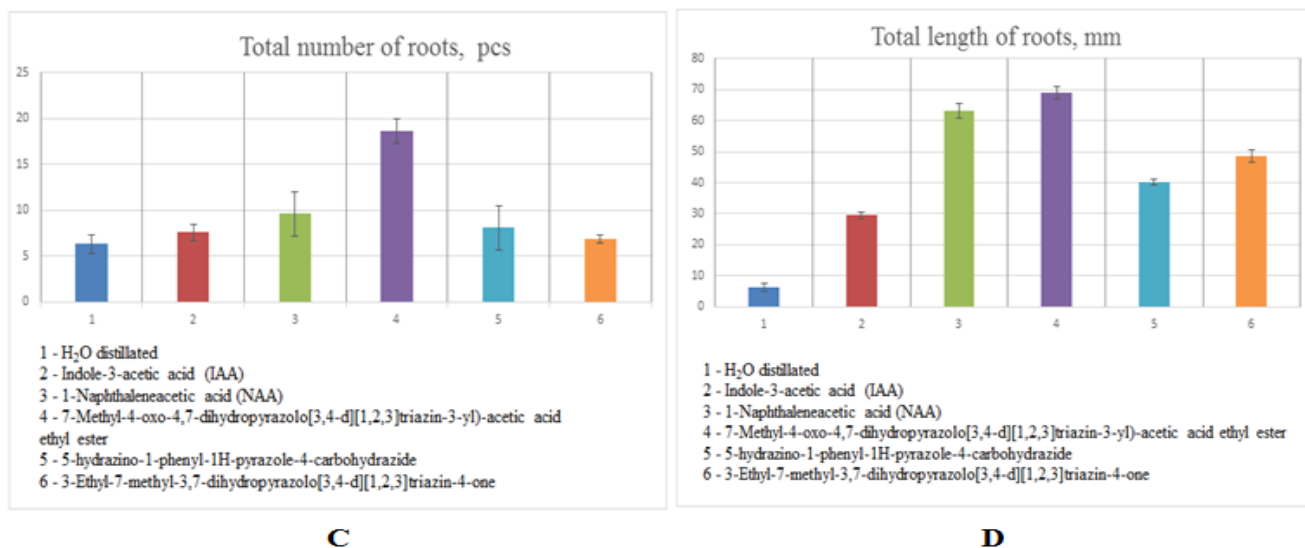 Total number of roots, pcs
25
20
15
10
5
0
1 2 3 4 5 6
1 - H₂O distillated
2 - Indole-3-acetic acid (IAA)
3 - 1-Naphthaleneacetic acid (NAA)
4 - 7-Methyl-4-oxo-4,7-dihydropyrazolo[3,4-d][1,2,3]triazin-3-yl)-acetic acid
ethyl ester
5 - 5-hydrazino-1-phenyl-1H-pyrazole-4-carbohydrazide
6 - 3-Ethyl-7-methyl-3,7-dihydropyrazolo[3,4-d][1,2,3]triazin-4-one
C
Total length of roots, mm
80
70
60
50
40
30
20
10
0
1 2 3 4 5 6
1 - H₂O distillated
2 - Indole-3-acetic acid (IAA)
3 - 1-Naphthaleneacetic acid (NAA)
4 - 7-Methyl-4-oxo-4,7-dihydropyrazolo[3,4-d][1,2,3]triazin-3-yl)-acetic acid ethyl ester
5 - 5-hydrazino-1-phenyl-1H-pyrazole-4-carbohydrazide
6 - 3-Ethyl-7-methyl-3,7-dihydropyrazolo[3,4-d][1,2,3]triazin-4-one
D